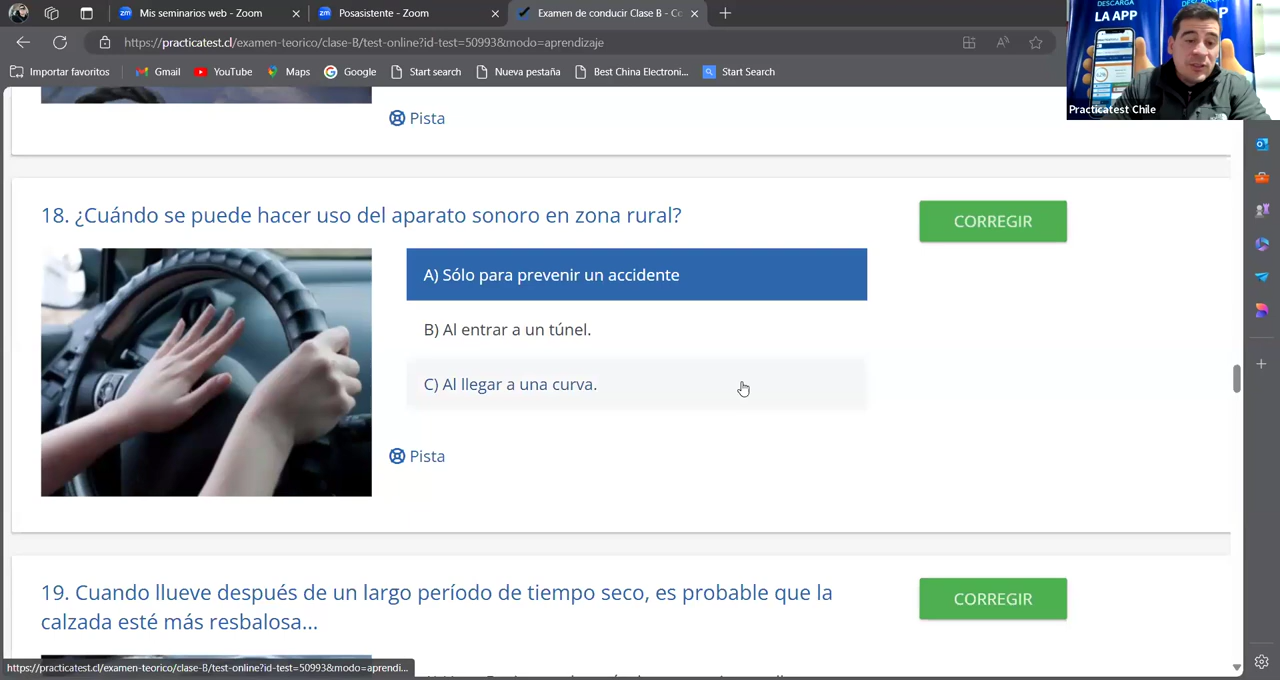 Mis seminarios web - Zoom
Posasistente - Zoom
Examen de conducir Clase B - Co
https://practicatest.cl/examen-teorico/clase-B/test-online?id-test=50993&modo=aprendizaje
Importar favoritos
Gmail
YouTube
Maps
Google
Start search
Nueva pestaña
Best China Electroni...
Start Search
DESCARGA
LA APP
Practicatest Chile
Pista
18. ¿Cuándo se puede hacer uso del aparato sonoro en zona rural?
CORREGIR
A) Sólo para prevenir un accidente
B) Al entrar a un túnel.
C) Al llegar a una curva.
Pista
19. Cuando llueve después de un largo período de tiempo seco, es probable que la
calzada esté más resbalosa...
CORREGIR
https://practicatest.cl/examen-teorico/clase-B/test-online?id-test=50993&modo=aprendi...